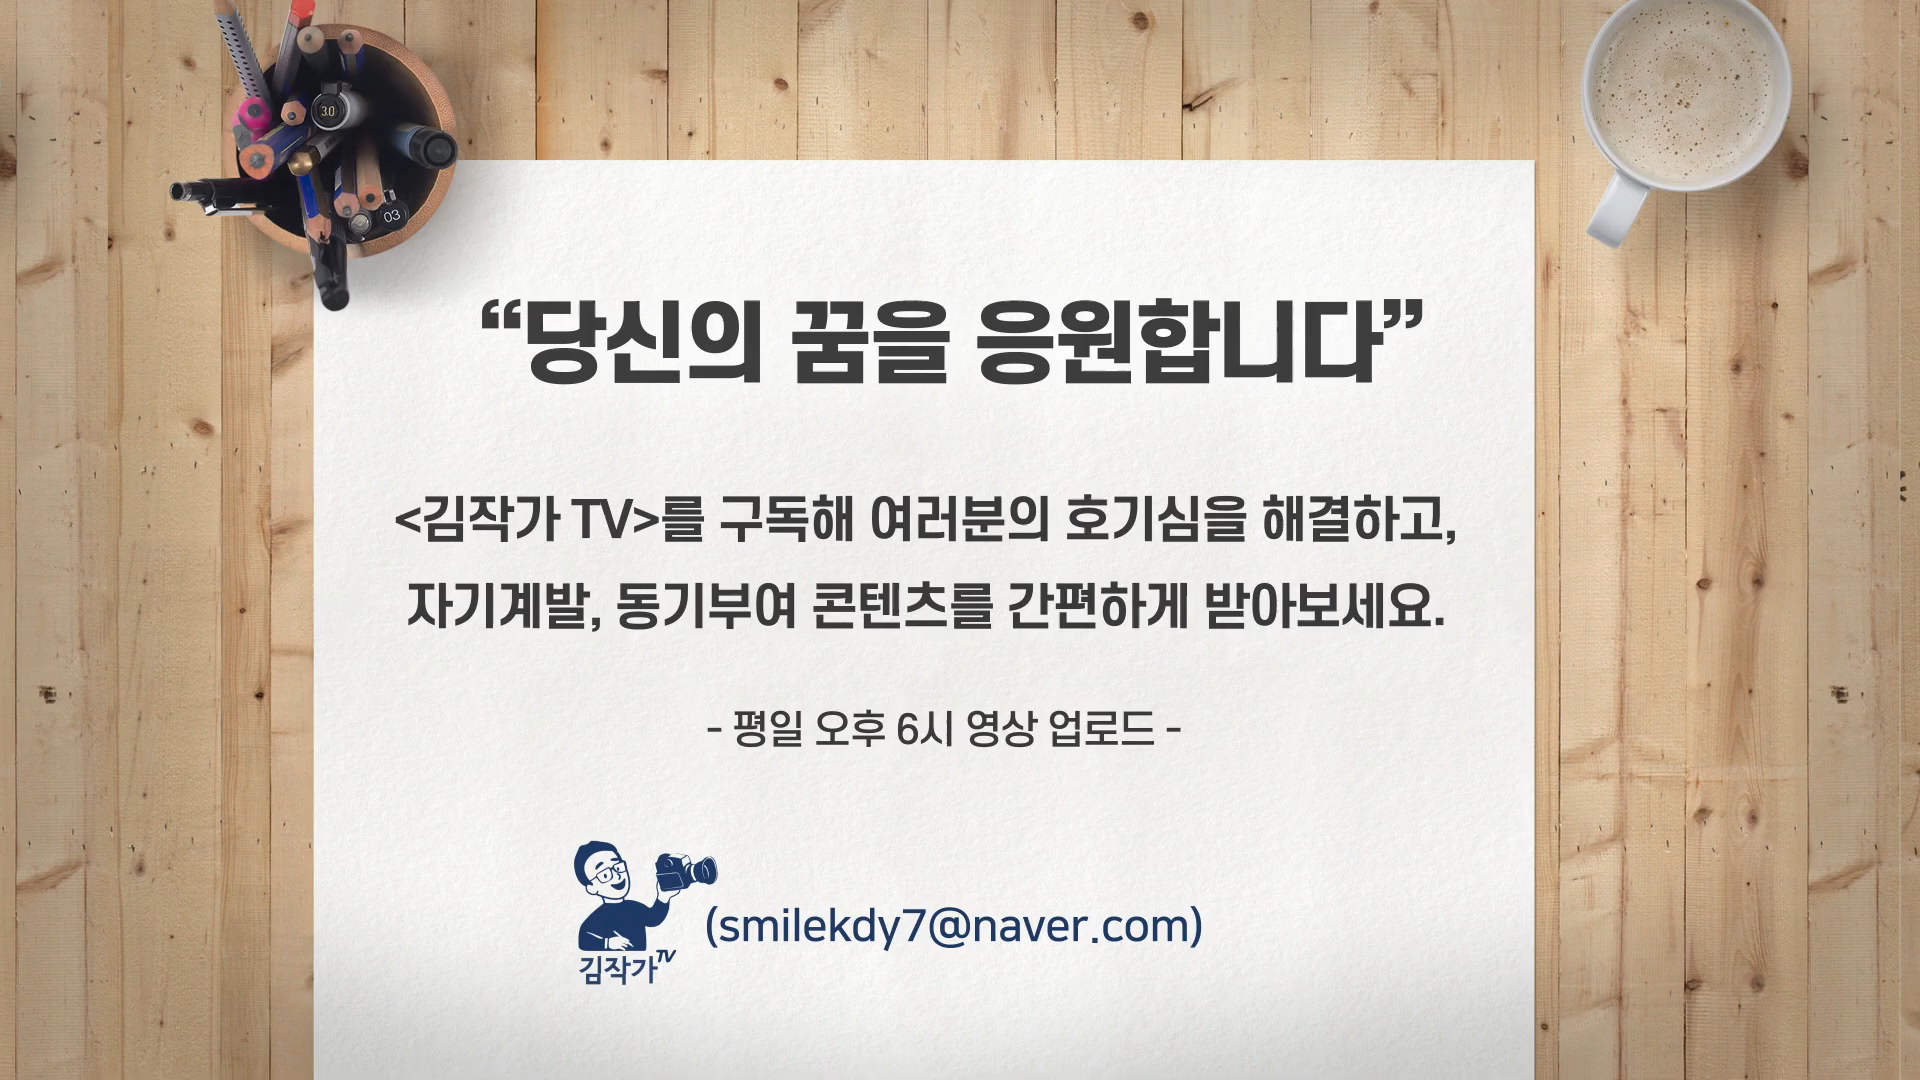 3.0
03
“당신의 꿈을 응원합니다”
<김작가 TV>를 구독해 여러분의 호기심을 해결하고,
자기계발, 동기부여 콘텐츠를 간편하게 받아보세요.
- 평일 오후 6시 영상 업로드 -
(smilekdy7@naver.com)
김작가TV